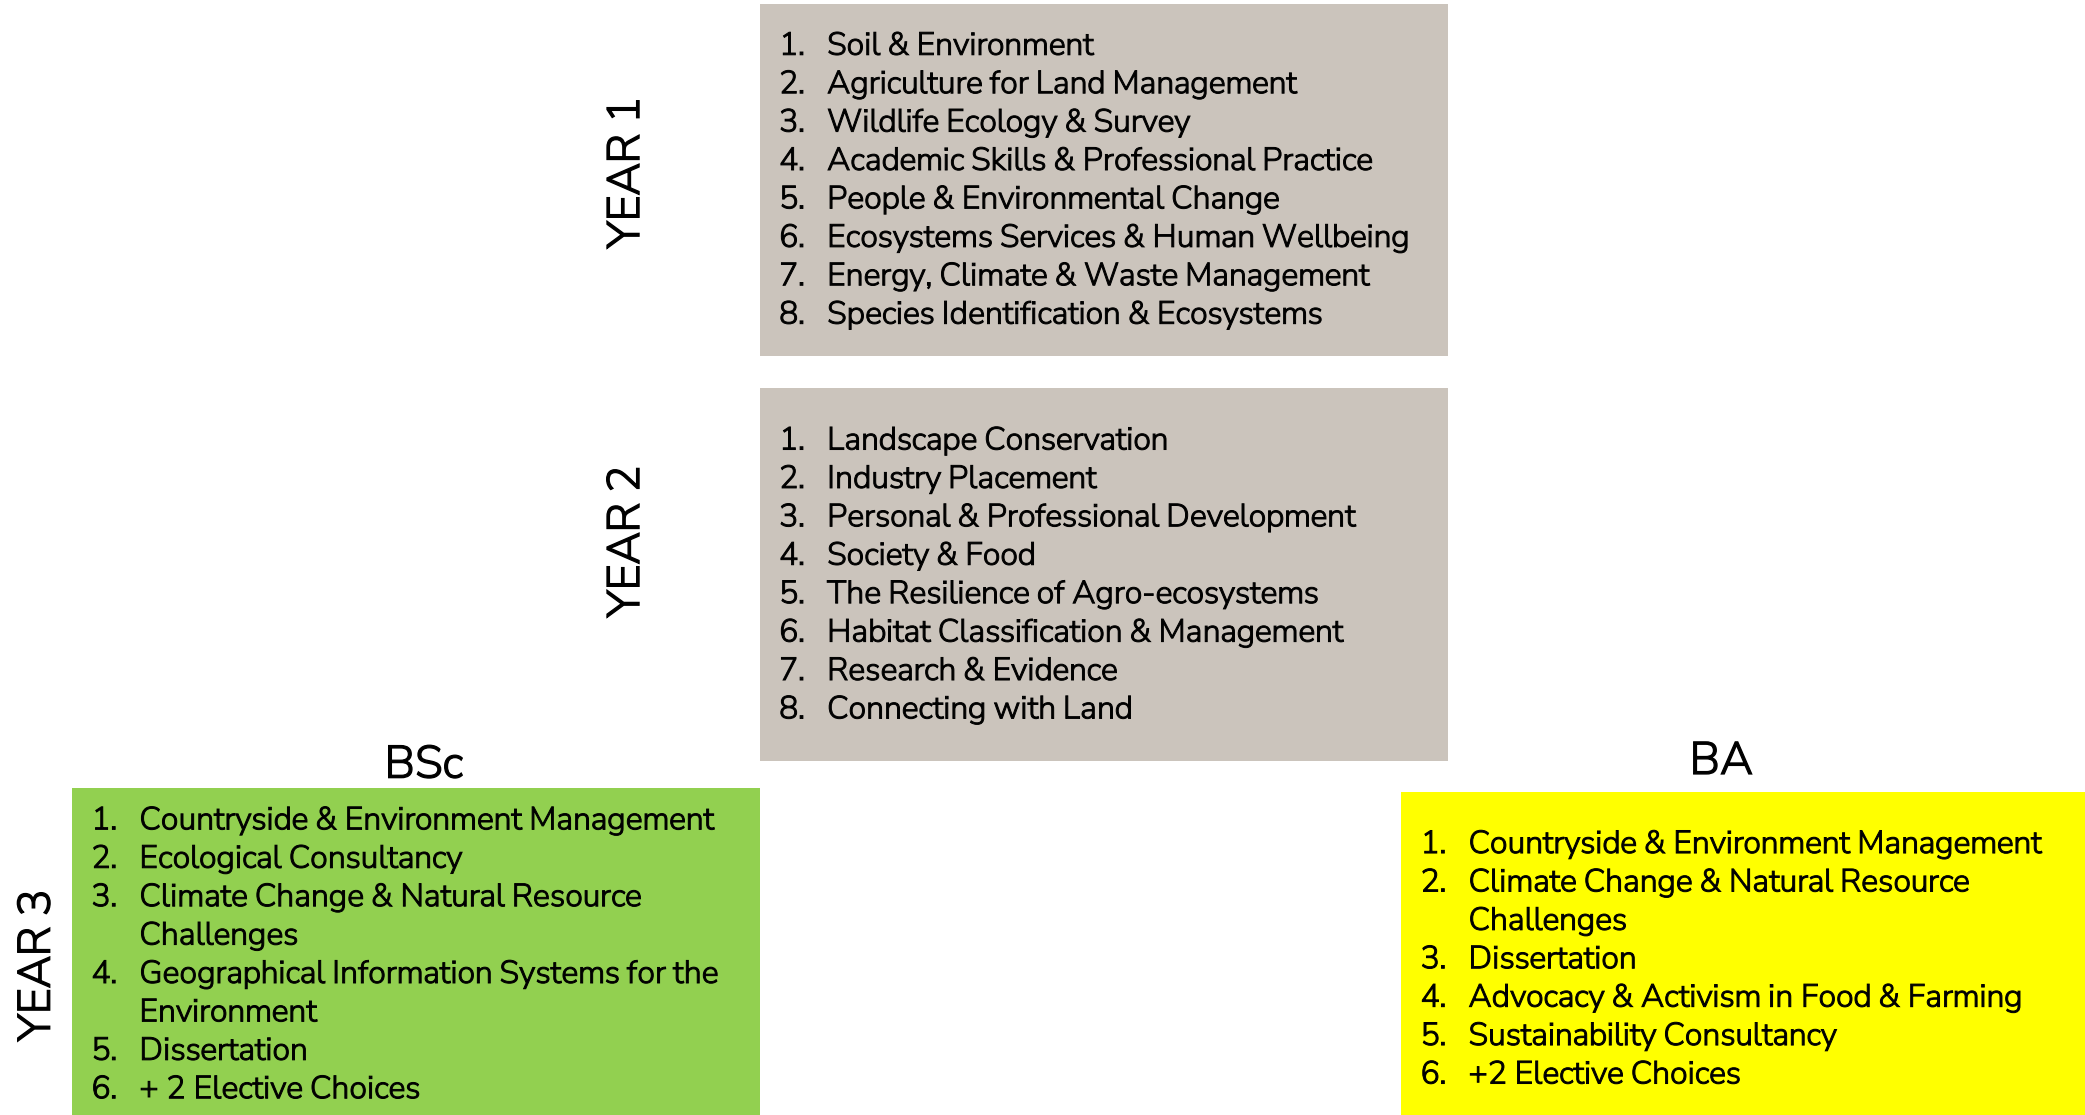 YEAR 1
1. Soil & Environment
2. Agriculture for Land Management
3. Wildlife Ecology & Survey
4. Academic Skills & Professional Practice
5. People & Environmental Change
6. Ecosystems Services & Human Wellbeing
7. Energy, Climate & Waste Management
8. Species Identification & Ecosystems
YEAR 2
1. Landscape Conservation
2. Industry Placement
3. Personal & Professional Development
4. Society & Food
5. The Resilience of Agro-ecosystems
6. Habitat Classification & Management
7. Research & Evidence
8. Connecting with Land
YEAR 3
BSc
1. Countryside & Environment Management
2. Ecological Consultancy
3. Climate Change & Natural Resource
Challenges
4. Geographical Information Systems for the
Environment
5. Dissertation
6. + 2 Elective Choices
BA
1. Countryside & Environment Management
2. Climate Change & Natural Resource
Challenges
3. Dissertation
4. Advocacy & Activism in Food & Farming
5. Sustainability Consultancy
6. +2 Elective Choices